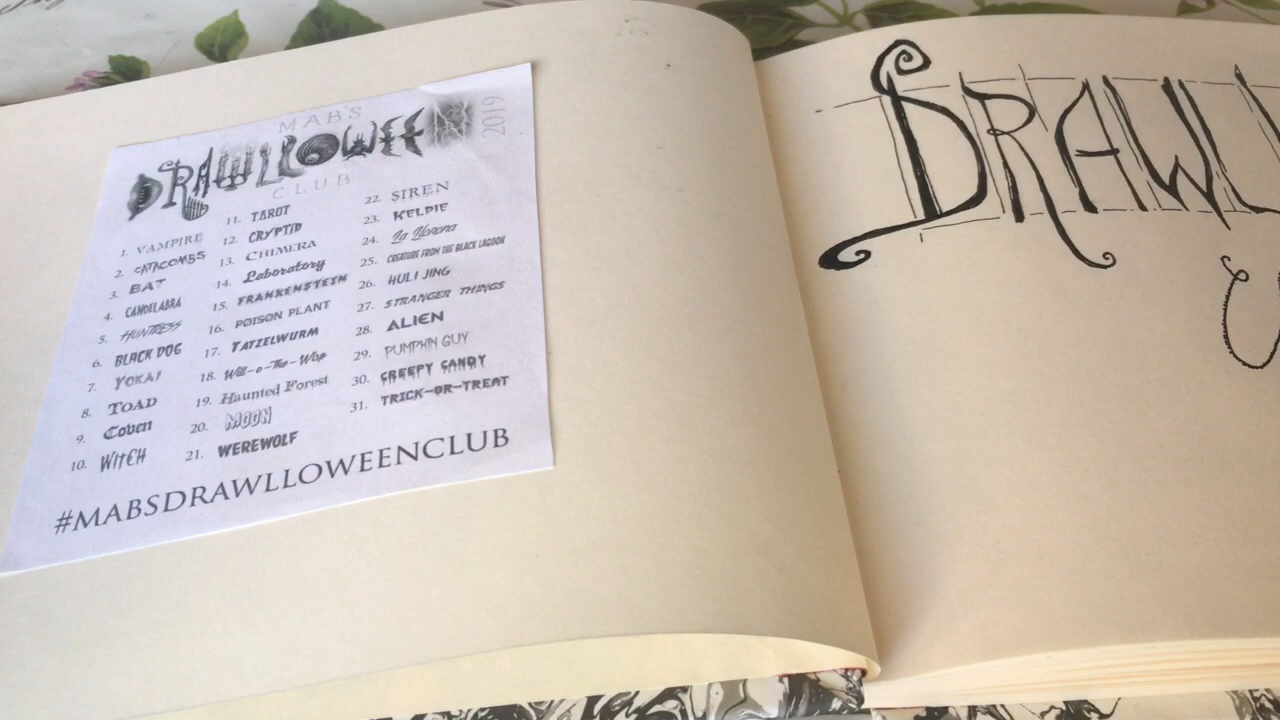 MAB'S
DRAWLLOWEEN
2019
CLUB
1. VAMPIRE
2. CATACOMBS
3. BAT
4. CANDELABRA
5. HUNTRESS
6. BLACK DOG
7. YOKAI
8. TOAD
9. Coven
10. WITCH
11. TAROT
12. CRYPTID
13. CHIMERA
14. Laboratory
15. FRANKENSTEIN
16. POISON PLANT
17. TATZELWURM
18. Will-o-The-Wisp
19. Haunted Forest
20. MOON
21. WEREWOLF
22. SIREN
23. KELPIE
24. La Llorona
25. CREATURE FROM THE BLACK LAGOON
26. HULI JING
27. STRANGER THINGS
28. ALIEN
29. PUMPKIN GUY
30. CREEPY CANDY
31. TRICK-OR-TREAT
#MABSDRAWLLOWEENCLUB
DRAWL